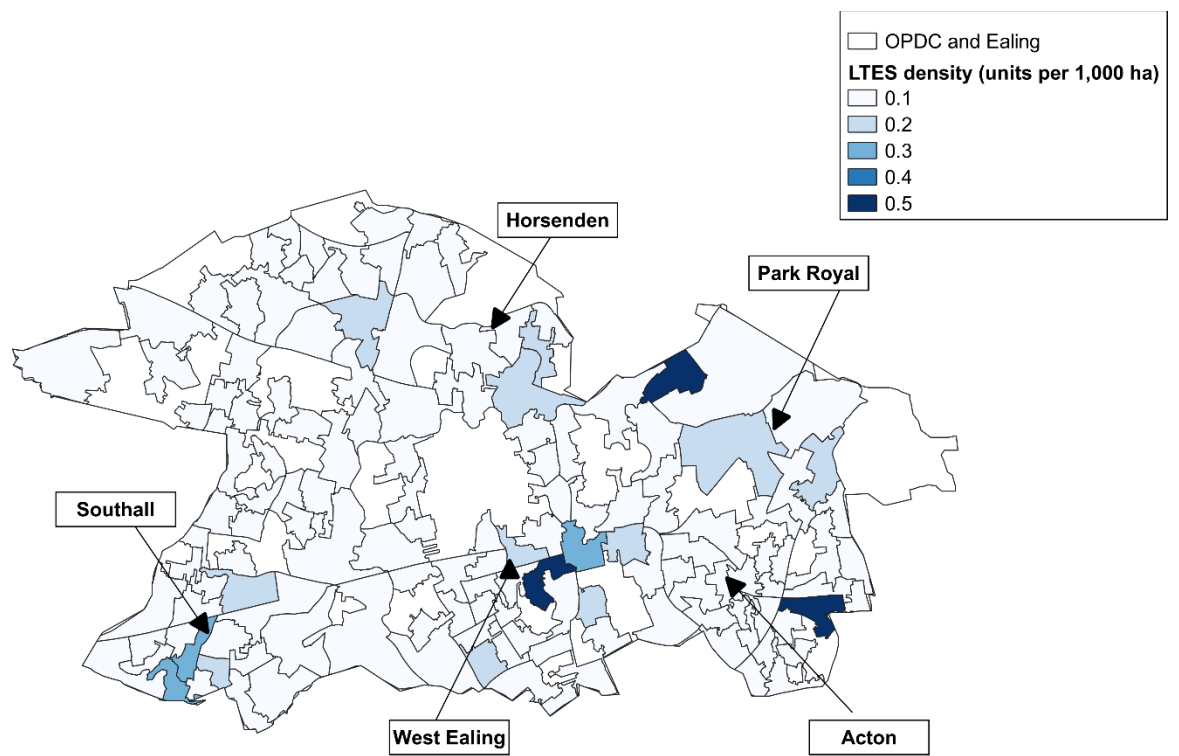 OPDC and Ealing
LTES density (units per 1,000 ha)
0.1
0.2
0.3
0.4
0.5
Horsenden
Park Royal
Southall
West Ealing
Acton